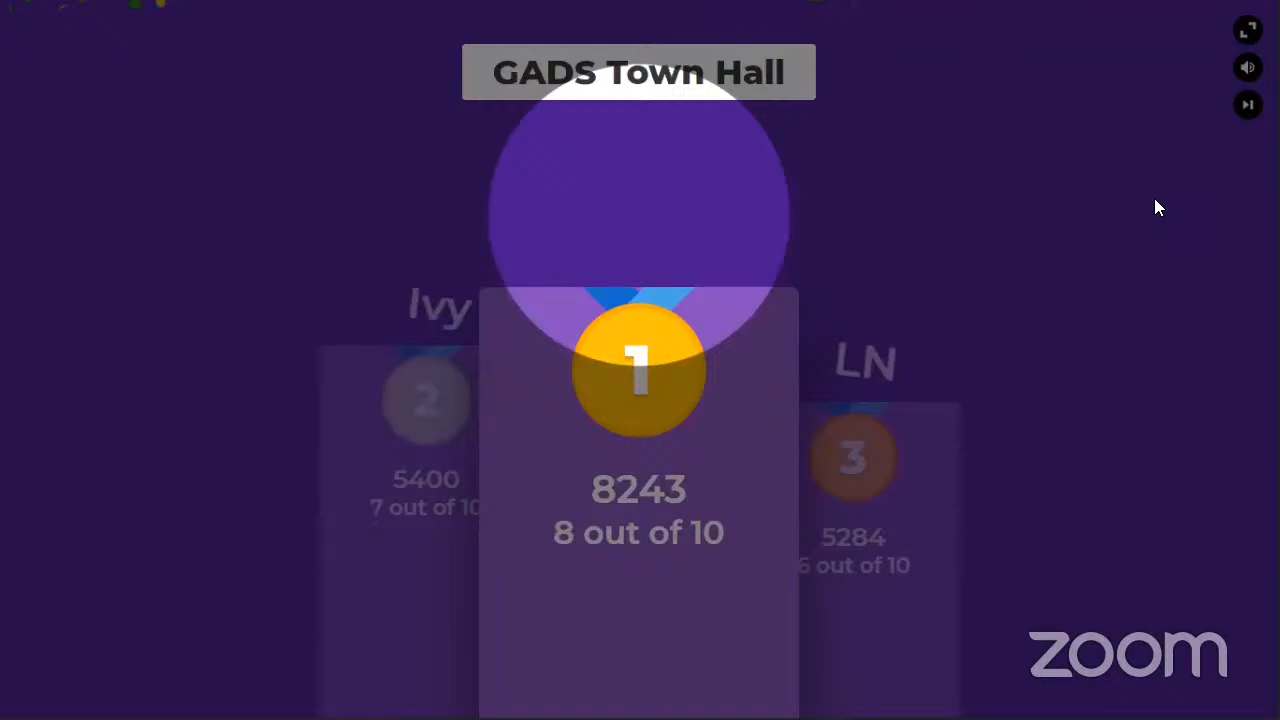 GADS Town Hall
Ivy
2
5400
7 out of 10
1
8243
8 out of 10
LN
3
5284
6 out of 10
zoom